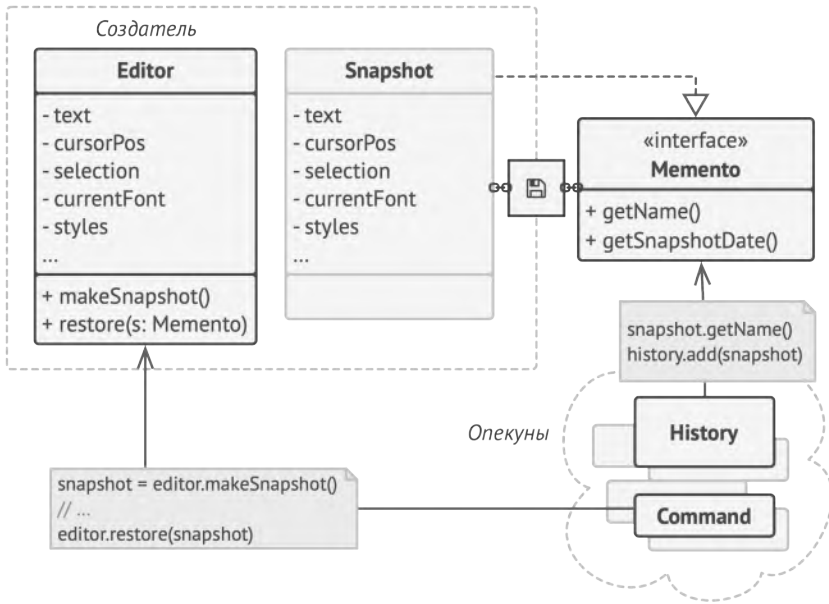 Создатель
Editor
- text
- cursorPos
- selection
- currentFont
- styles
...
+ makeSnapshot()
+ restore(s: Memento)
Snapshot
- text
- cursorPos
- selection
- currentFont
- styles
...
«interface»
Memento
+ getName()
+ getSnapshotDate()
snapshot.getName()
history.add(snapshot)
Опекуны
History
Command
snapshot = editor.makeSnapshot()
// ...
editor.restore(snapshot)